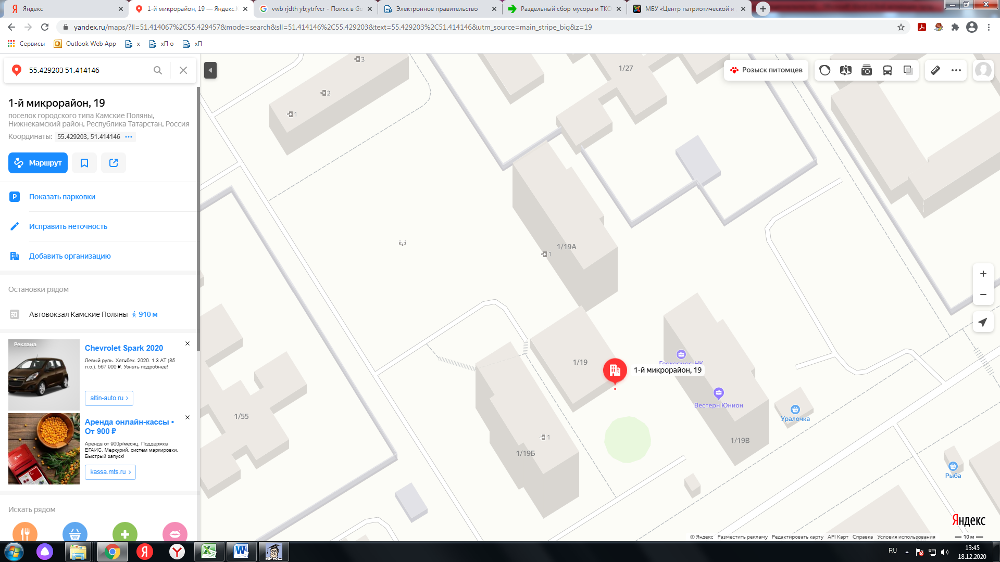 Яндекс
1-й микрорайон, 19 — Яндекс.К
vwb rjdth yb;ytrfvcr - Поиск в Go
Электронное правительство
Раздельный сбор мусора и ТКО
МБУ «Центр патриотической и
yandex.ru/maps/?ll=51.414067%2C55.429457&mode=search&sll=51.414146%2C55.429203&text=55.429203%2C51.414146&utm_source=main_stripe_big&z=19
Сервисы
Outlook Web App
х
хП о
хП
55.429203 51.414146
1-й микрорайон, 19
поселок городского типа Камские Поляны,
Нижнекамский район, Республика Татарстан, Россия
Координаты: 55.429203, 51.414146 •••
Маршрут
P Показать парковки
Исправить неточность
Добавить организацию
Остановки рядом
Автовокзал Камские Поляны 910 м
Реклама
Chevrolet Spark 2020
Левый руль. Хэтчбек. 2020. 1.3 AT (85
л.с.). 567 900 ₽. Узнать подробнее!
altin-auto.ru
Аренда онлайн-кассы •
От 900 ₽
Аренда от 900р/месяц. Поддержка
ЕГАИС, Меркурий, систем маркировки.
Быстрый запуск!
kassa.mts.ru
Искать рядом
Розыск питомцев
3
2
1
1/27
1/19А
1
1/19
1-й микрорайон, 19
Геокосмос-НК
Вестерн Юнион
Уралочка
1/55
1
1/19Б
1/19В
Рыба
Яндекс
© Яндекс
Разместить рекламу
Редактировать карту
API Карт
Справка
Условия использования
10 м
RU
13:45
18.12.2020